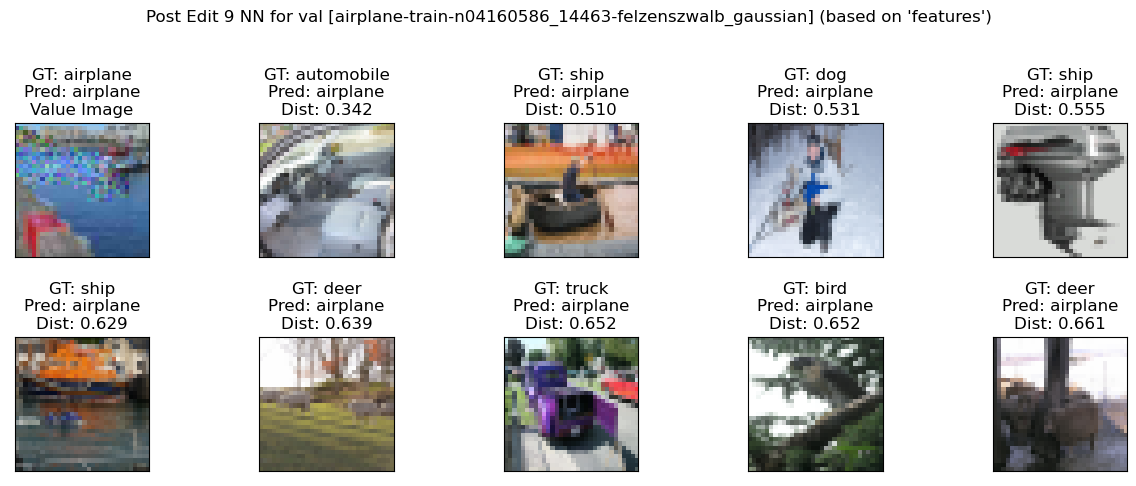 Post Edit 9 NN for val [airplane-train-n04160586_14463-felzenszwalb_gaussian] (based on 'features')
GT: airplane
Pred: airplane
Value Image
GT: automobile
Pred: airplane
Dist: 0.342
GT: ship
Pred: airplane
Dist: 0.510
GT: dog
Pred: airplane
Dist: 0.531
GT: ship
Pred: airplane
Dist: 0.555
GT: ship
Pred: airplane
Dist: 0.629
GT: deer
Pred: airplane
Dist: 0.639
GT: truck
Pred: airplane
Dist: 0.652
GT: bird
Pred: airplane
Dist: 0.652
GT: deer
Pred: airplane
Dist: 0.661